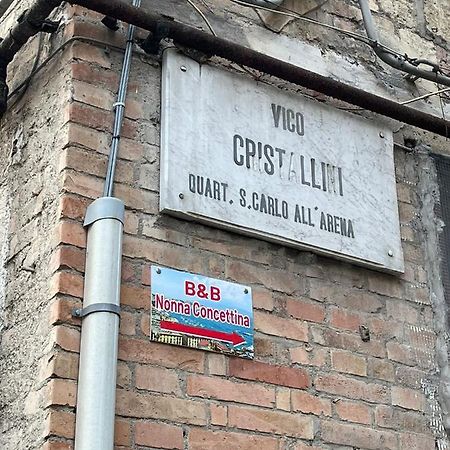 VICO
CRISTALLINI
QUART. S.CARLO ALL'ARENA
B&B
Nonna Concettina